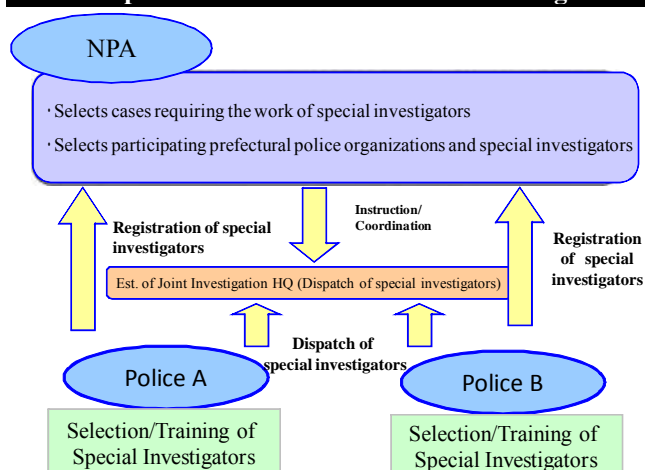 NPA
·Selects cases requiring the work of special investigators
·Selects participating prefectural police organizations and special investigators
Registration of special
investigators
Instruction/
Coordination
Registration
of special
investigators
Est. of Joint Investigation HQ (Dispatch of special investigators)
Dispatch of
special investigators
Police A
Police B
Selection/Training of
Special Investigators
Selection/Training of
Special Investigators